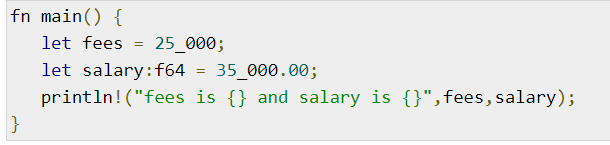 fn main() {
   let fees = 25_000;
   let salary:f64 = 35_000.00;
   println!("fees is {} and salary is {}",fees,salary);
}